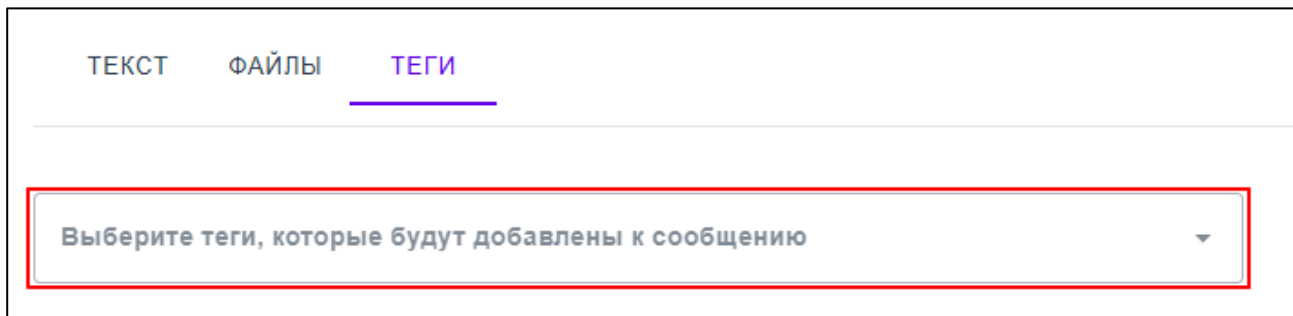 ТЕКСТ ФАЙЛЫ ТЕГИ
Выберите теги, которые будут добавлены к сообщению